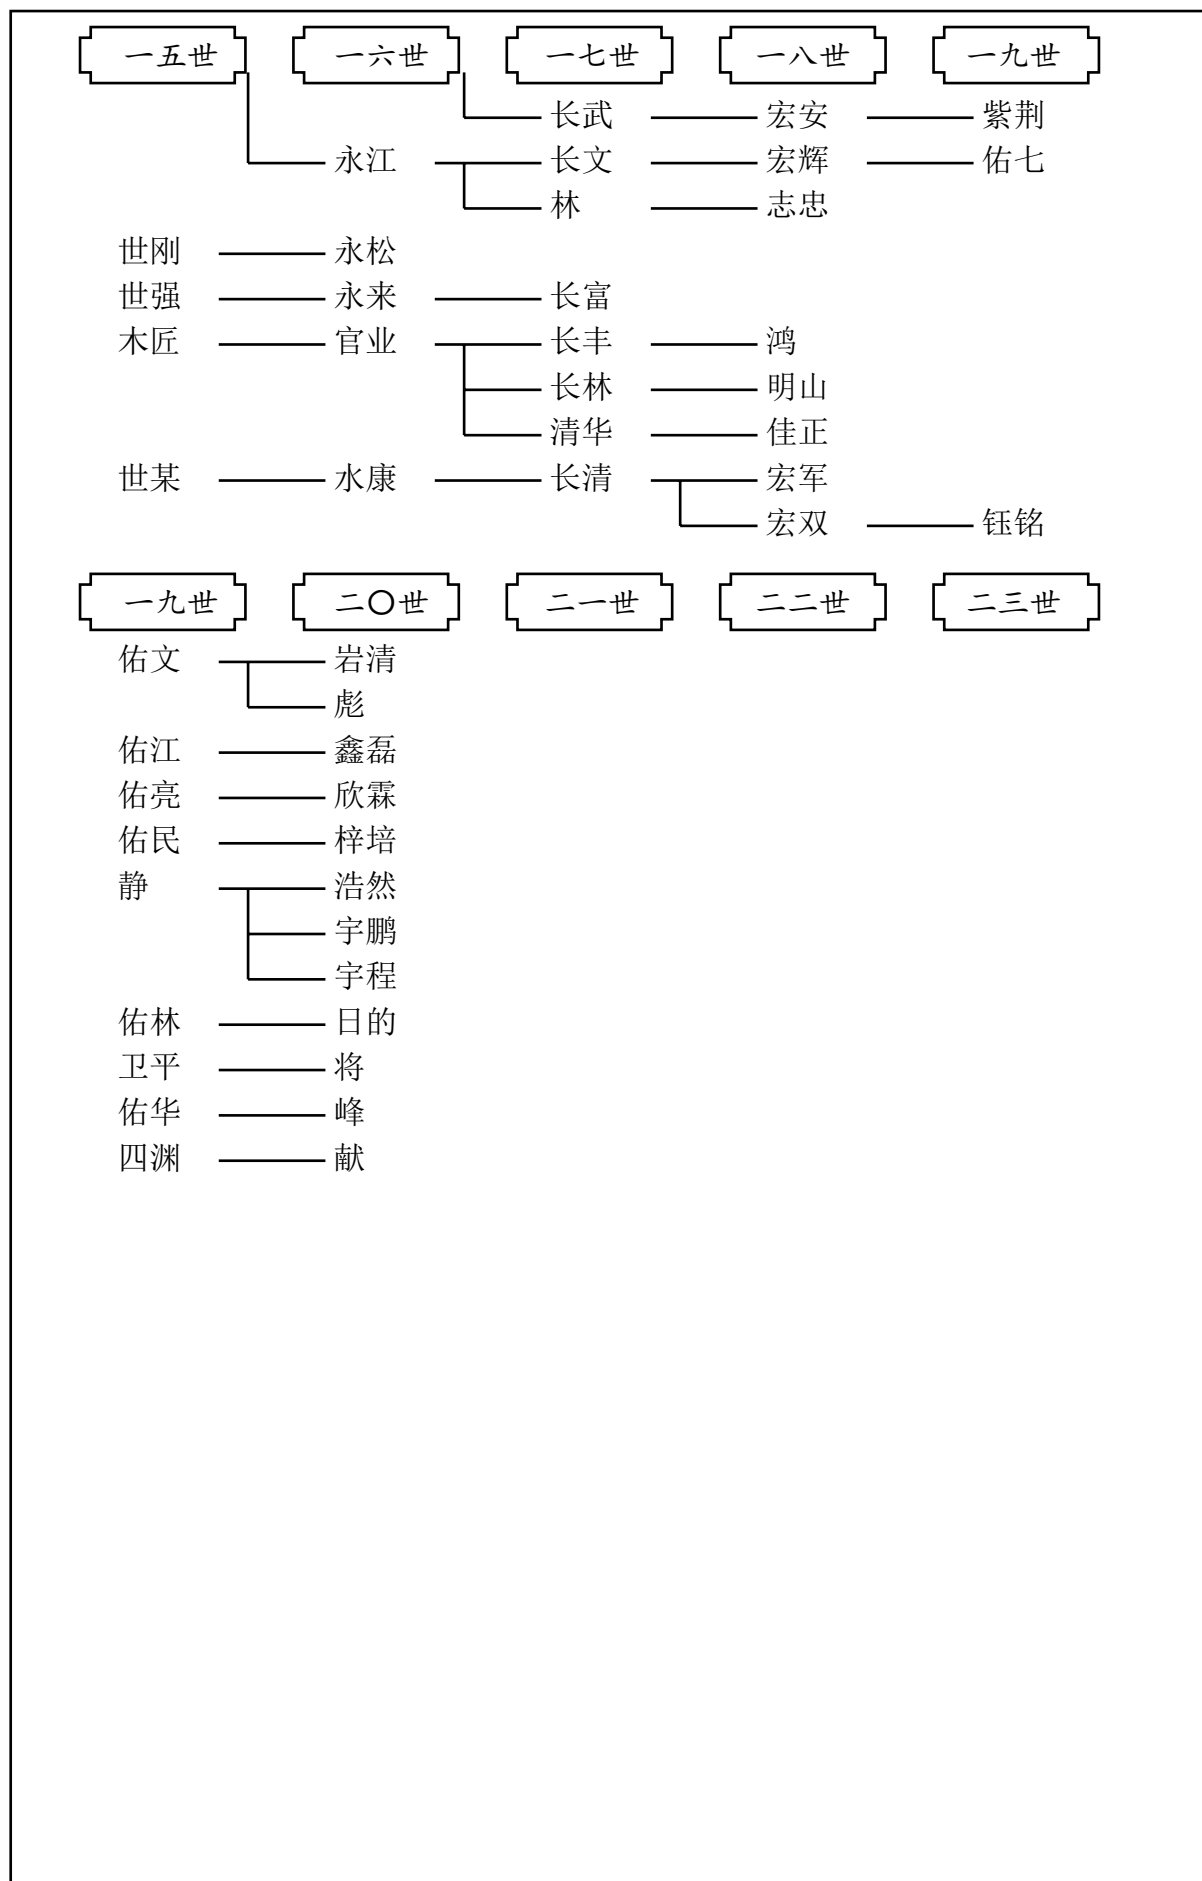 一五世 一六世 一七世 一八世 一九世
长武 宏安 紫荆
永江 长文 宏辉 佑七
林 志忠
世刚 永松
世强 永来 长富
木匠 官业 长丰 鸿
长林 明山
清华 佳正
世某 水康 长清 宏军
宏双 钰铭
一九世 二〇世 二一世 二二世 二三世
佑文 岩清
彪
佑江 鑫磊
佑亮 欣霖
佑民 梓培
静 浩然
宇鹏
宇程
佑林 日的
卫平 将
佑华 峰
四渊 献